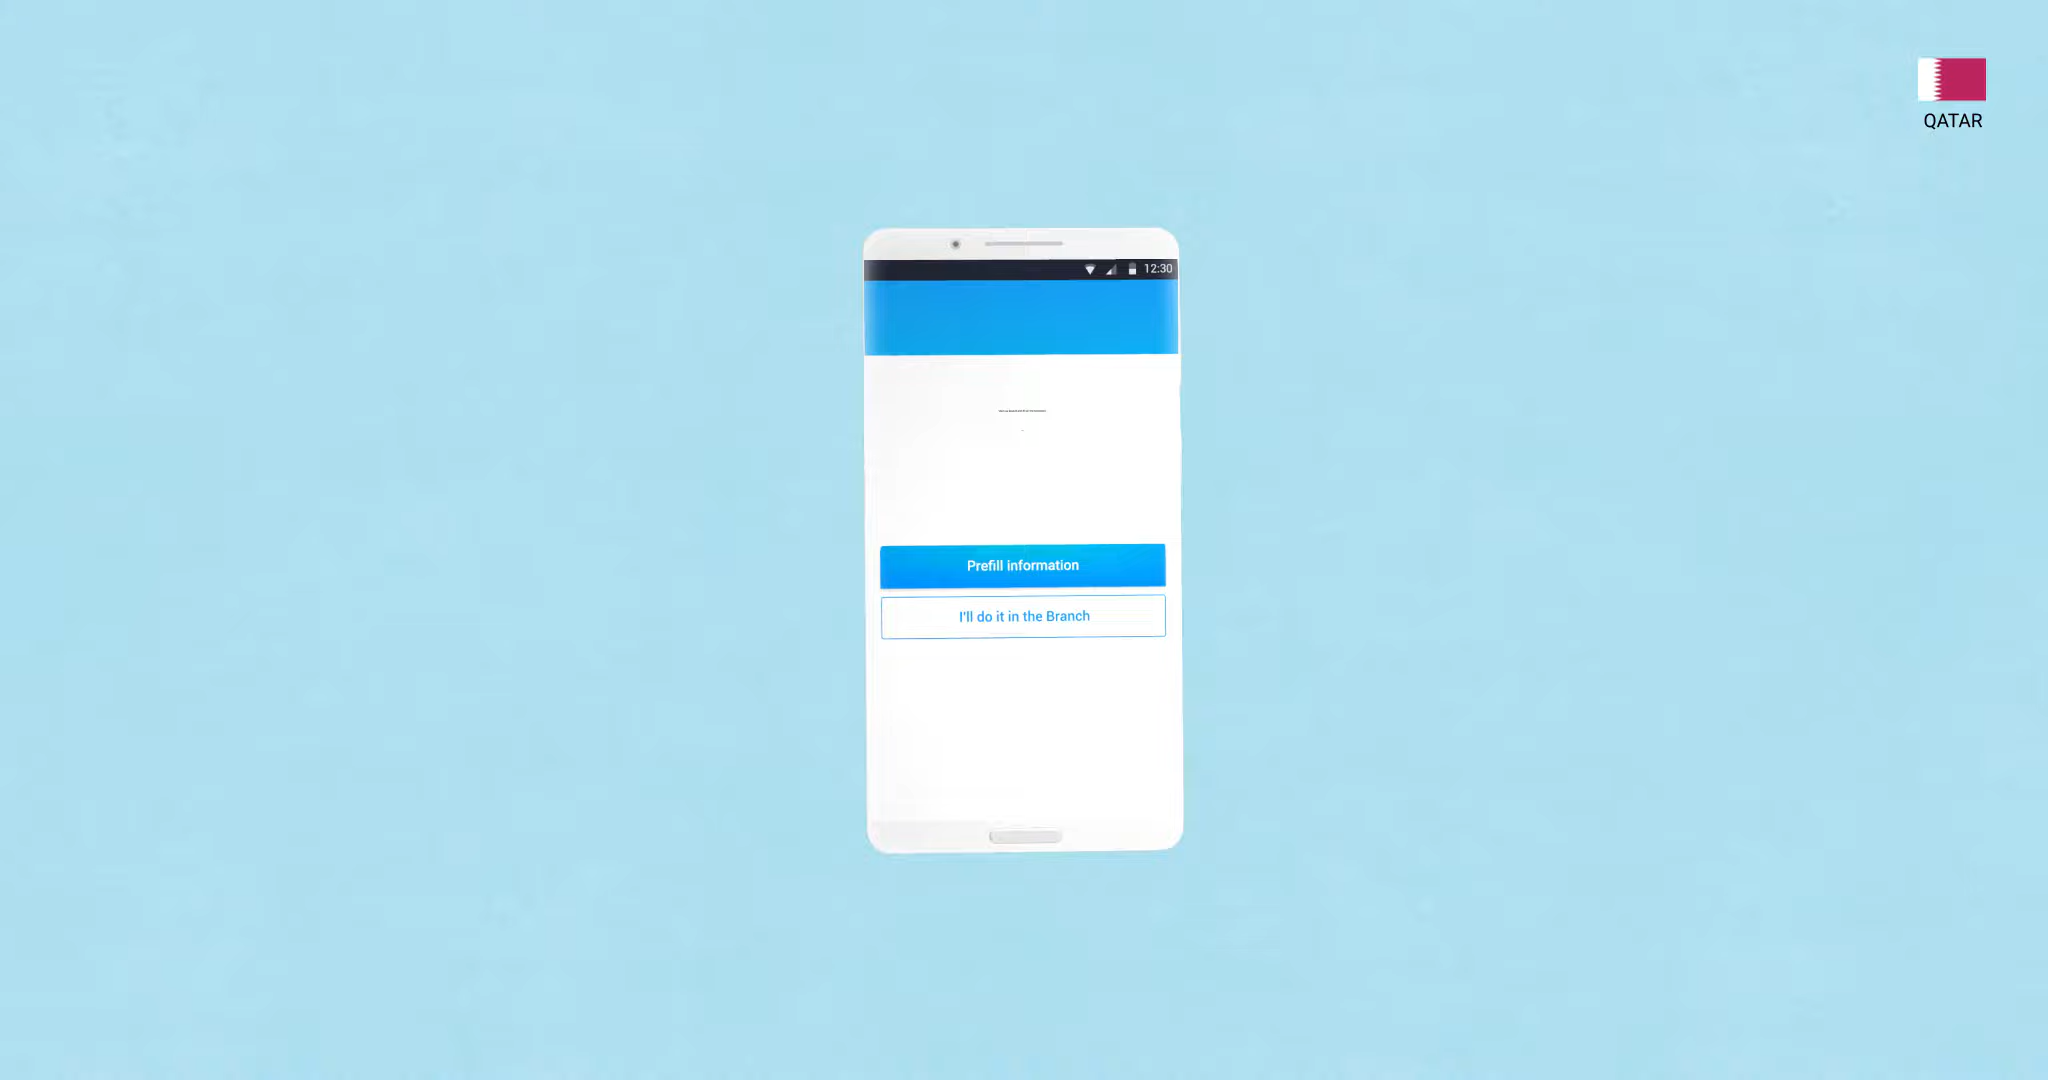 QATAR
12:30
Prefill information
I'll do it in the Branch